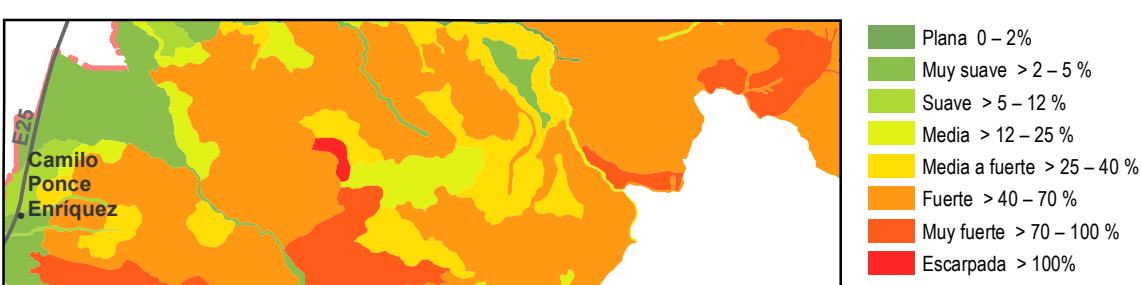 E25
Camilo
Ponce
Enríquez
Plana 0 – 2%
Muy suave > 2 – 5 %
Suave > 5 – 12 %
Media > 12 – 25 %
Media a fuerte > 25 – 40 %
Fuerte > 40 – 70 %
Muy fuerte > 70 – 100 %
Escarpada > 100%